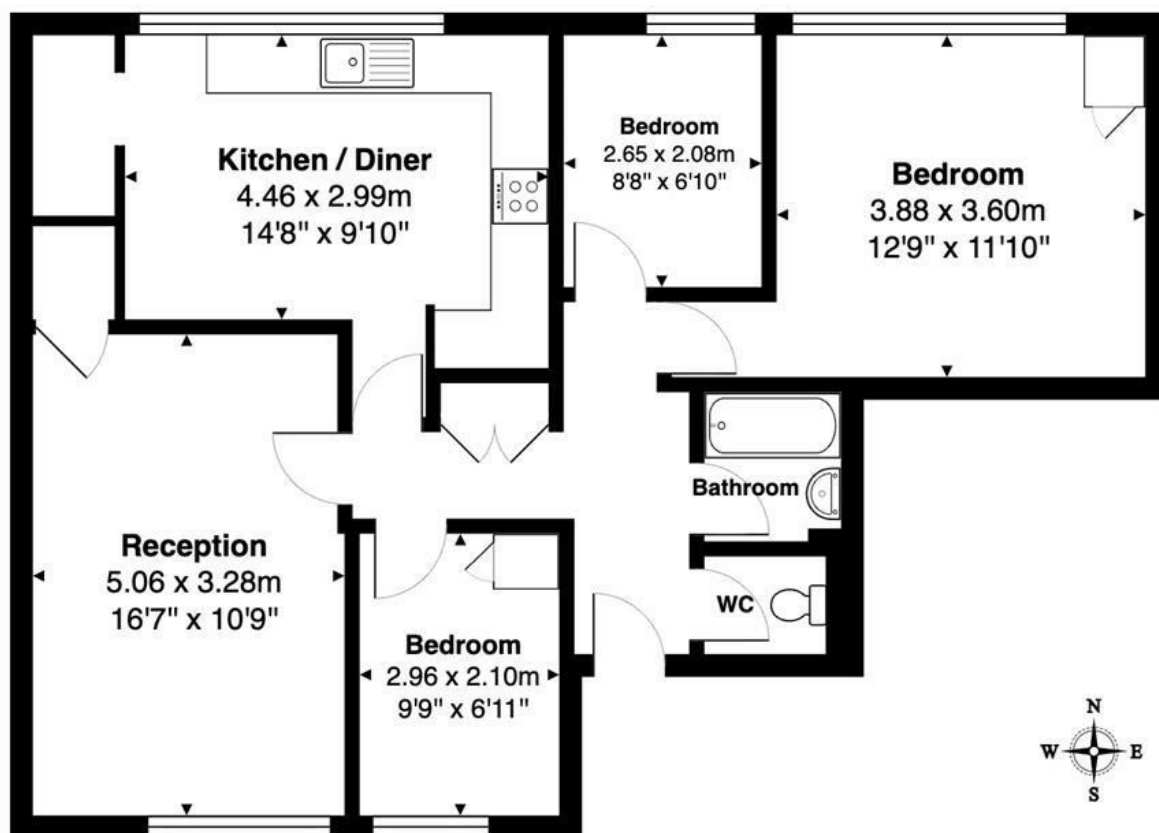 Kitchen / Diner
4.46 x 2.99m
14'8" x 9'10"
Bedroom
2.65 x 2.08m
8'8" x 6'10"
Bedroom
3.88 x 3.60m
12'9" x 11'10"
Reception
5.06 x 3.28m
16'7" x 10'9"
Bedroom
2.96 x 2.10m
9'9" x 6'11"
Bathroom
WC
N
W E
S